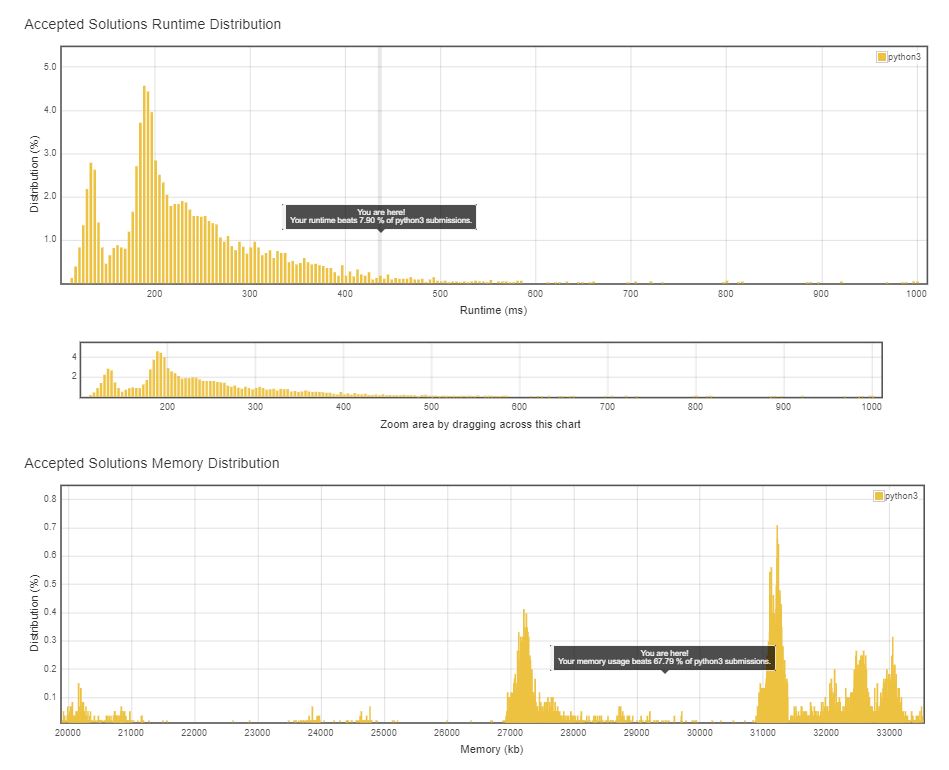 Accepted Solutions Runtime Distribution
python3
5.0
4.0
3.0
2.0
1.0
Distribution (%)
You are here!
Your runtime beats 7.90 % of python3 submissions.
200 300 400 500 600 700 800 900 1000
Runtime (ms)
4
2
200 300 400 500 600 700 800 900 1000
Zoom area by dragging across this chart
Accepted Solutions Memory Distribution
python3
0.8
0.7
0.6
0.5
0.4
0.3
0.2
0.1
Distribution (%)
You are here!
Your memory usage beats 67.79 % of python3 submissions.
20000 21000 22000 23000 24000 25000 26000 27000 28000 29000 30000 31000 32000 33000
Memory (kb)